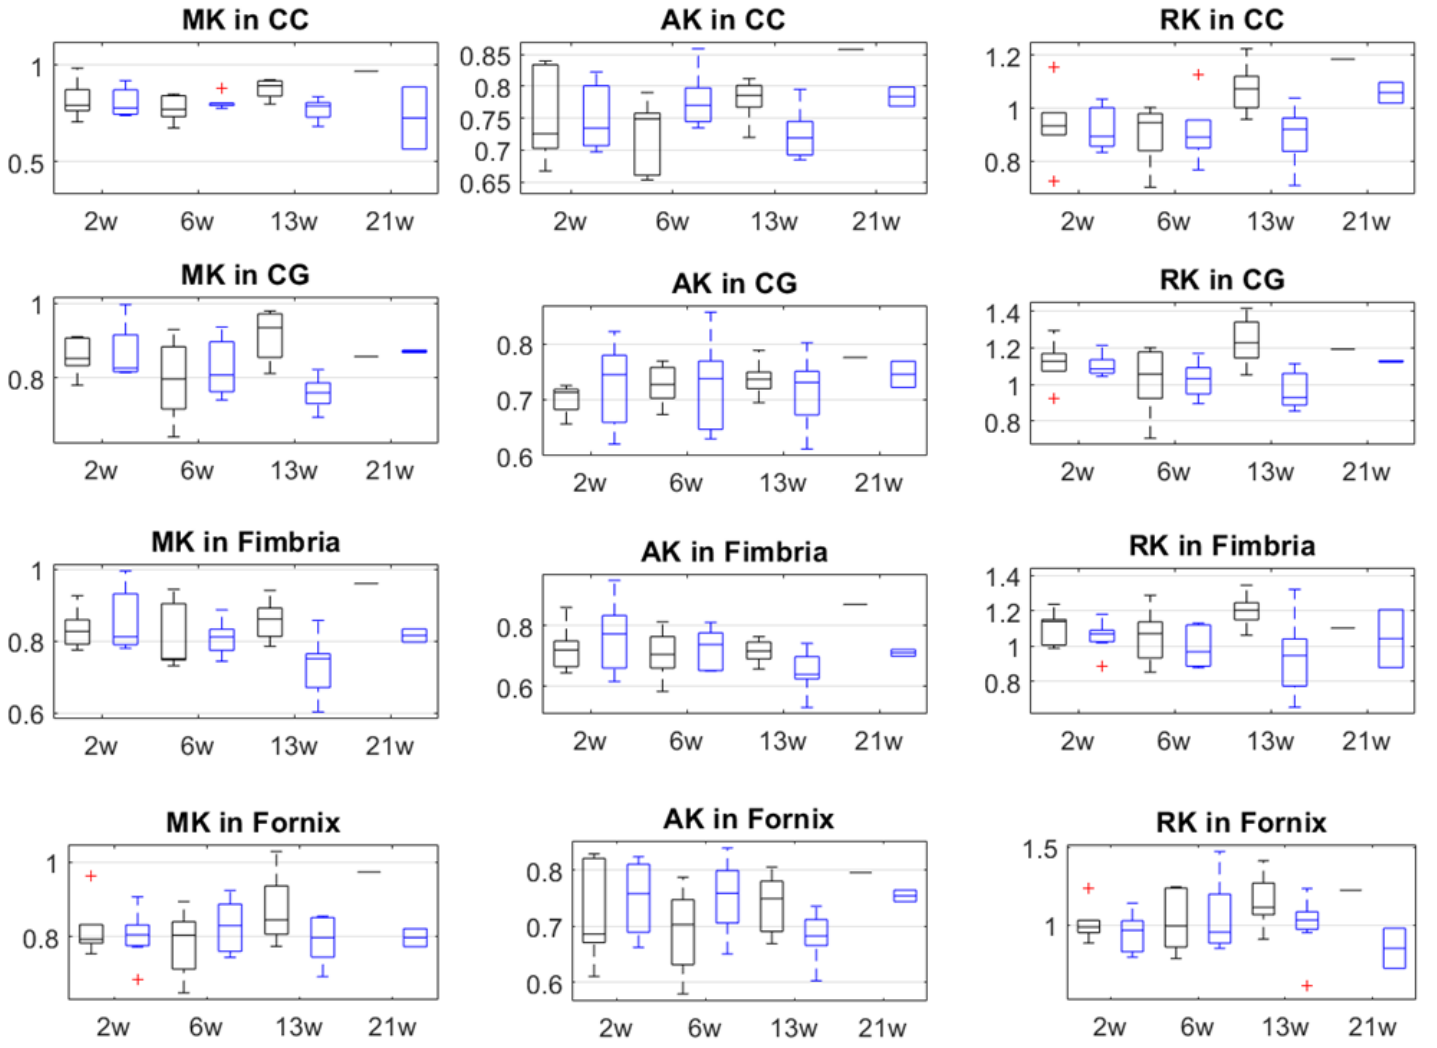 MK in CC
1
0.5
2w 6w 13w 21w
AK in CC
0.85
0.8
0.75
0.7
0.65
2w 6w 13w 21w
RK in CC
1.2
1
0.8
2w 6w 13w 21w
MK in CG
1
0.8
2w 6w 13w 21w
AK in CG
0.8
0.7
0.6
2w 6w 13w 21w
RK in CG
1.4
1.2
1
0.8
2w 6w 13w 21w
MK in Fimbria
1
0.8
0.6
2w 6w 13w 21w
AK in Fimbria
0.8
0.6
2w 6w 13w 21w
RK in Fimbria
1.4
1.2
1
0.8
2w 6w 13w 21w
MK in Fornix
1
0.8
2w 6w 13w 21w
AK in Fornix
0.8
0.7
0.6
2w 6w 13w 21w
RK in Fornix
1.5
1
2w 6w 13w 21w